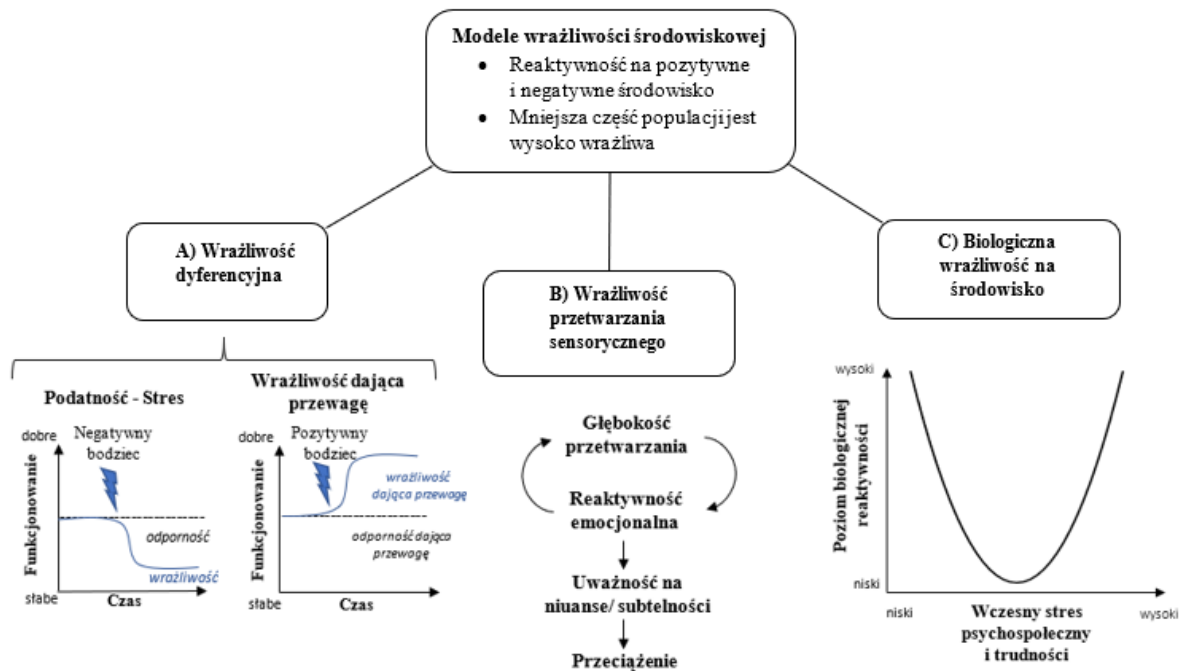 Modele wrażliwości środowiskowej
• Reaktywność na pozytywne
i negatywne środowisko
• Mniejsza część populacji jest
wysoko wrażliwa
A) Wrażliwość
dyferencyjna
B) Wrażliwość
przetwarzania
sensorycznego
C) Biologiczna
wrażliwość na
środowisko
Podatność - Stres
dobre
Negatywny
bodziec
Funkcjonowanie
odporność
wrażliwość
słabe
Czas
Wrażliwość dająca
przewagę
dobre
Pozytywny
bodziec
Funkcjonowanie
wrażliwość
dająca przewagę
odporność dająca
przewagę
słabe
Czas
Głębokość
przetwarzania
Reaktywność
emocjonalna
Uważność na
niuanse/ subtelności
Przeciążenie
wysoki
Poziom biologicznej
reaktywności
niski
niski
Wczesny stres
psychospołeczny
i trudności
wysoki